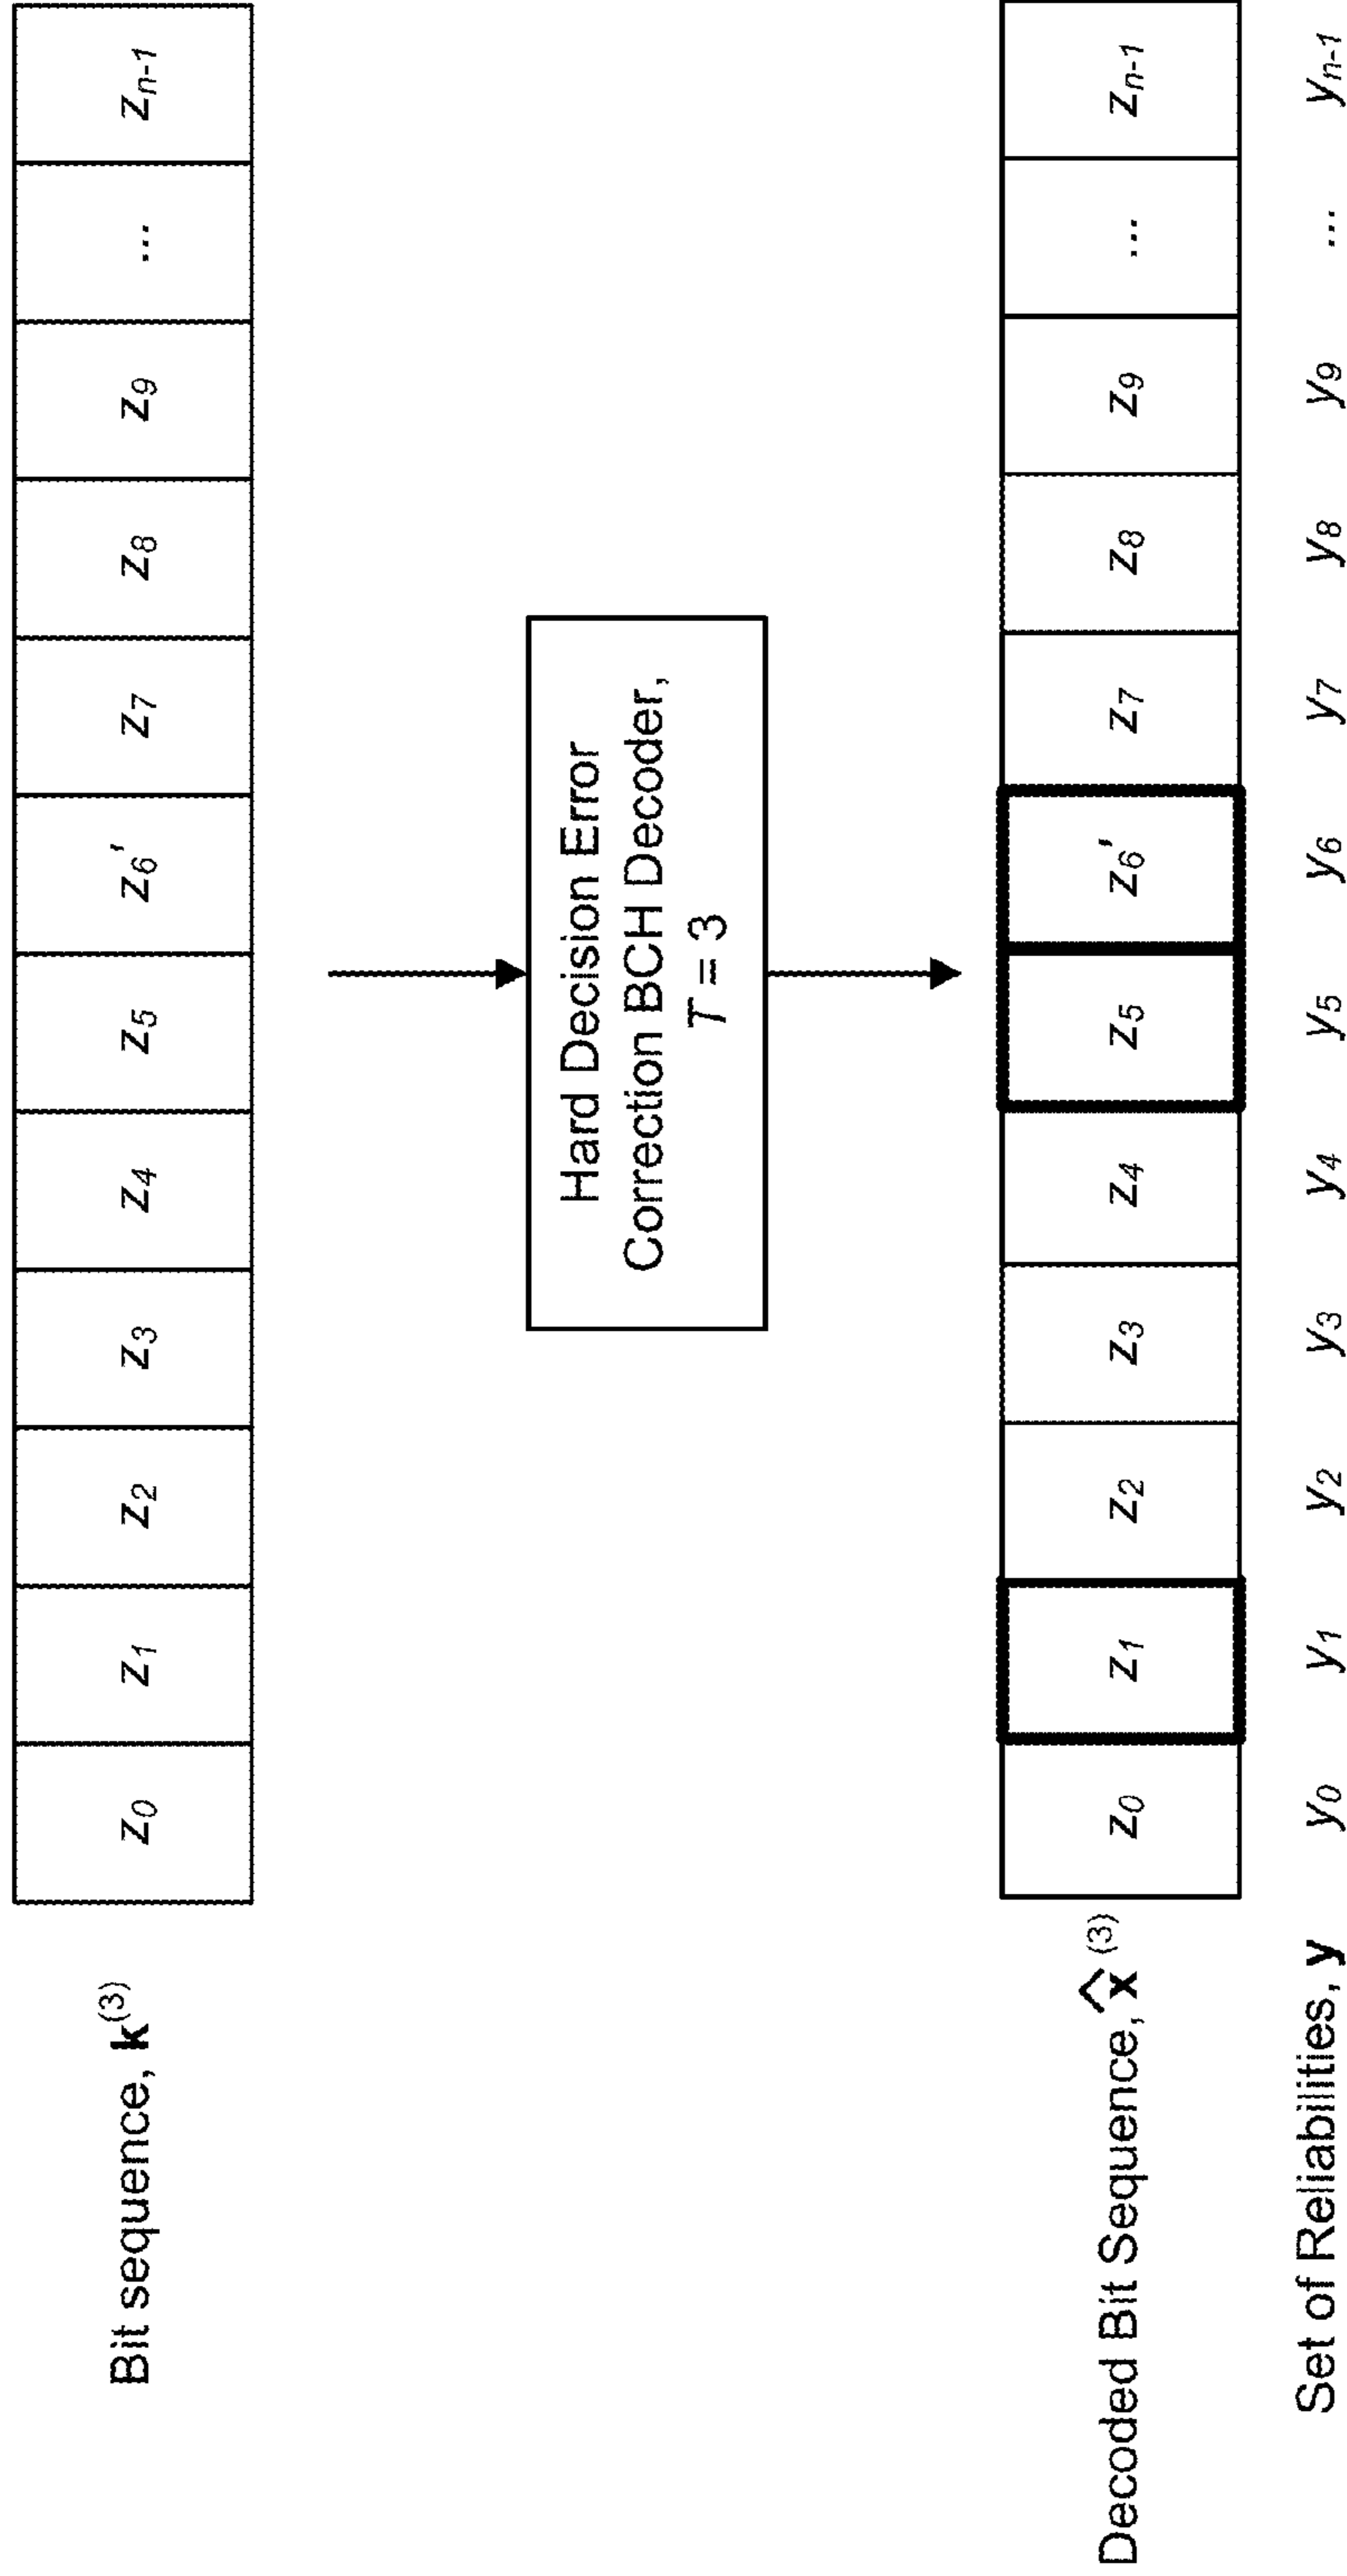 Bit sequence, k(3) z0 z1 z2 z3 z4 z5 z6' z7 z8 z9 ... zn-1
Hard Decision Error
Correction BCH Decoder,
T = 3
Decoded Bit Sequence, x̂(3) z0 z1 z2 z3 z4 z5 z6' z7 z8 z9 ... zn-1
Set of Reliabilities, y y0 y1 y2 y3 y4 y5 y6 y7 y8 y9 ... yn-1